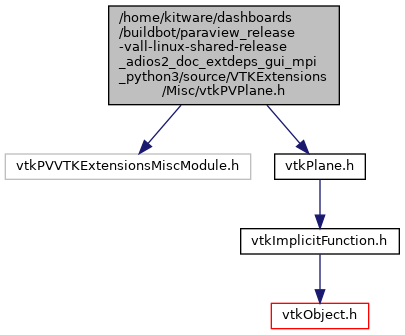 /home/kitware/dashboards
/buildbot/paraview_release
-vall-linux-shared-release
_adios2_doc_extdeps_gui_mpi
_python3/source/VTKExtensions
/Misc/vtkPVPlane.h
vtkPVVTKExtensionsMiscModule.h
vtkPlane.h
vtkImplicitFunction.h
vtkObject.h